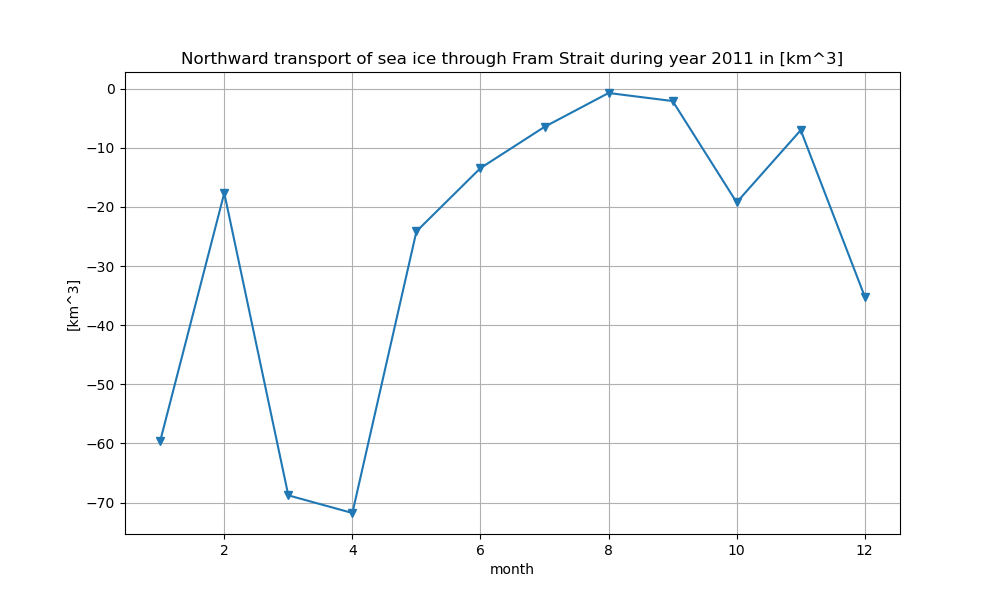 Northward transport of sea ice through Fram Strait during year 2011 in [km^3]
0
−10
−20
−30
−40
−50
−60
−70
[km^3]
2 4 6 8 10 12
month